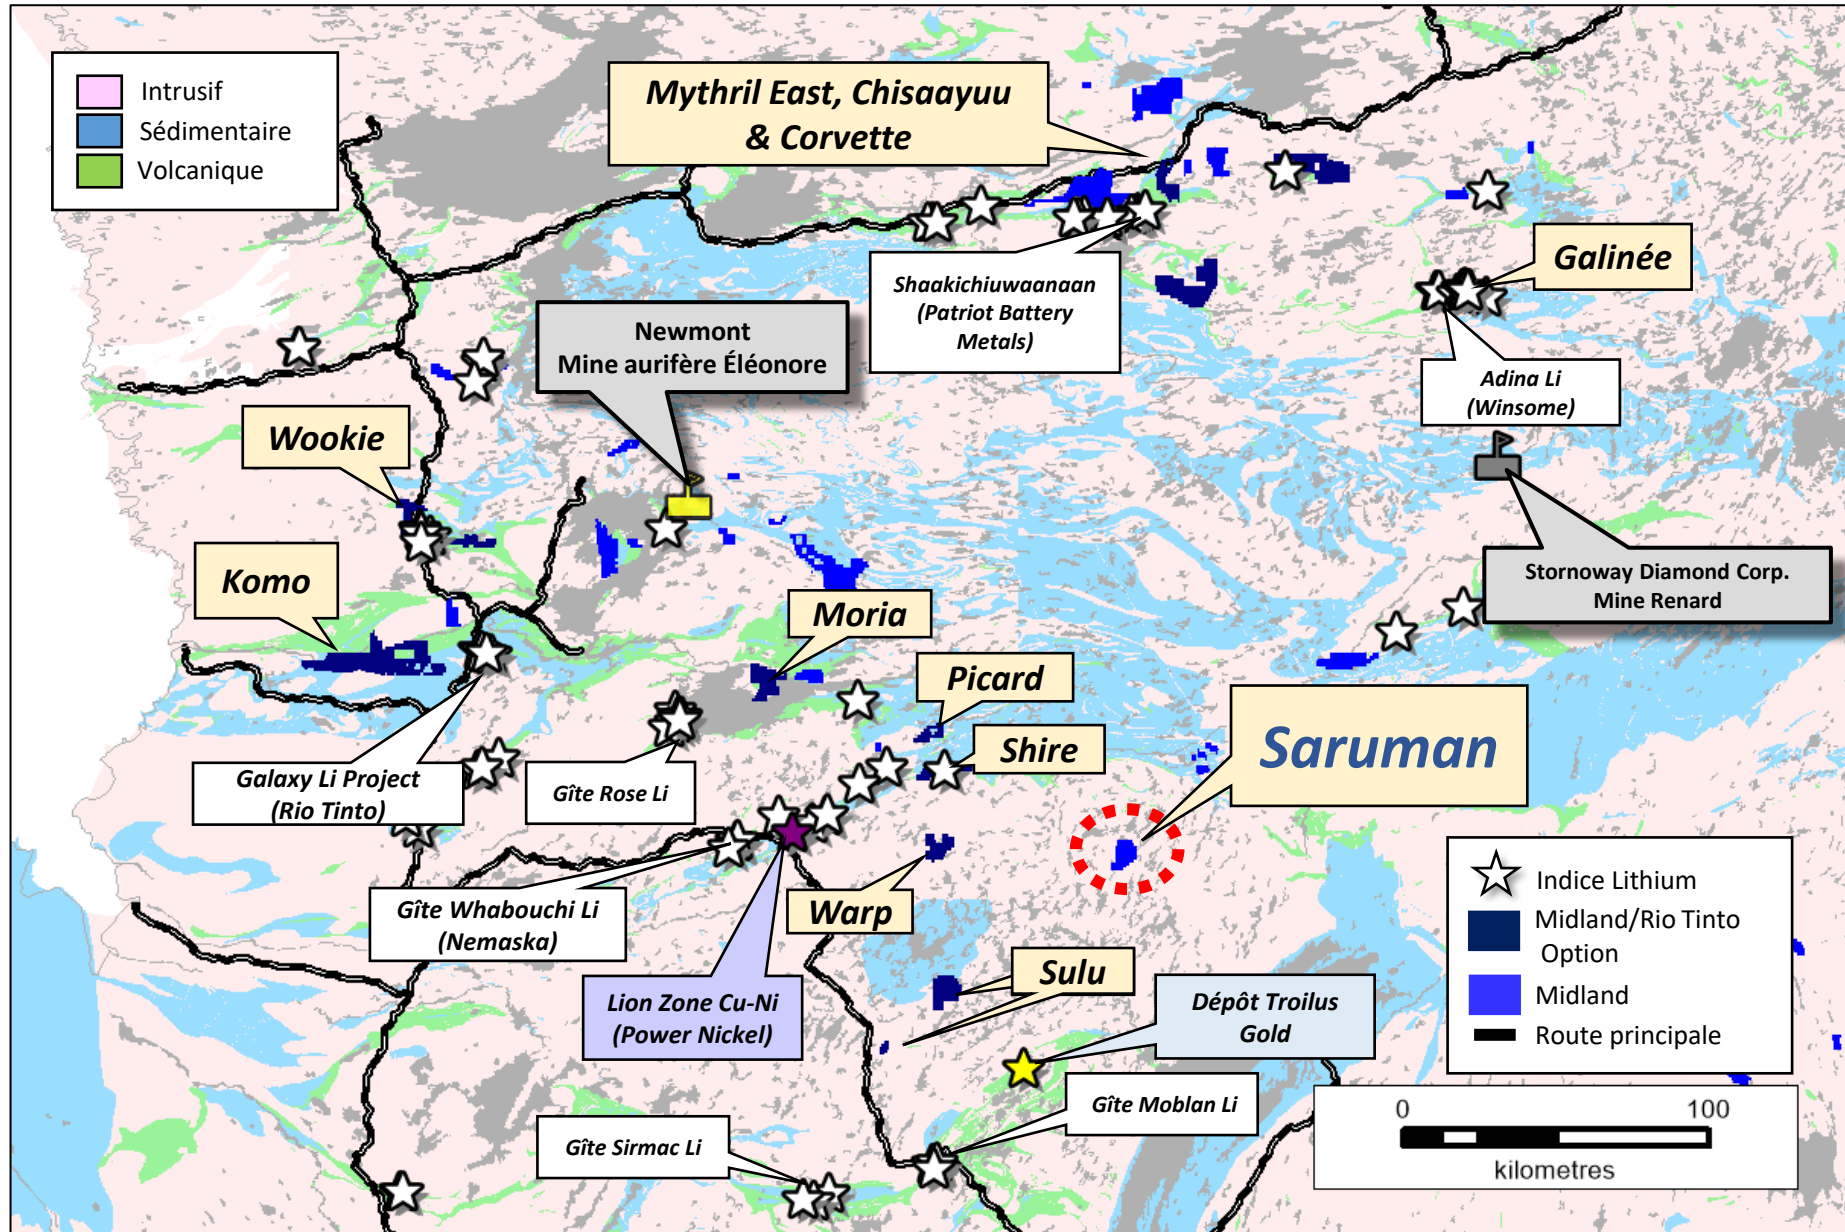 Intrusif
Sédimentaire
Volcanique
Mythril East, Chisaayuu
& Corvette
Galinée
Shaakichiuwaanaan
(Patriot Battery
Metals)
Newmont
Mine aurifère Éléonore
Adina Li
(Winsome)
Wookie
Komo
Stornoway Diamond Corp.
Mine Renard
Moria
Picard
Saruman
Shire
Galaxy Li Project
(Rio Tinto)
Gîte Rose Li
Gîte Whabouchi Li
(Nemaska)
Warp
Lion Zone Cu-Ni
(Power Nickel)
Sulu
Dépôt Troilus
Gold
Gîte Moblan Li
Gîte Sirmac Li
Indice Lithium
Midland/Rio Tinto
Option
Midland
Route principale
0 100
kilometres